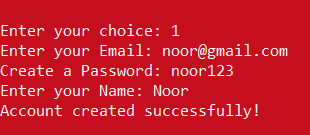 Enter your choice: 1
Enter your Email: noor@gmail.com
Create a Password: noor123
Enter your Name: Noor
Account created successfully!